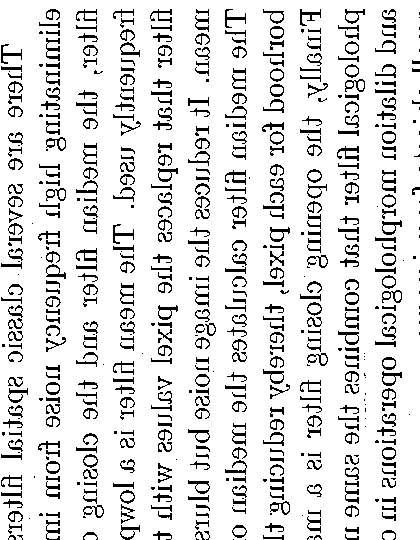 There are several classic spatial filters
eliminating high frequency noise from im
filter, the median filter and the closing
frequently used. The mean filter is a lowp
filter that replaces the pixel values with t
mean. It reduces the image noise but blurs
The median filter calculates the median o
borhood for each pixel, thereby reducing t
Finally, the opening closing filter is a ma
phological filter that combines the same n
and dilation morphological operations in c